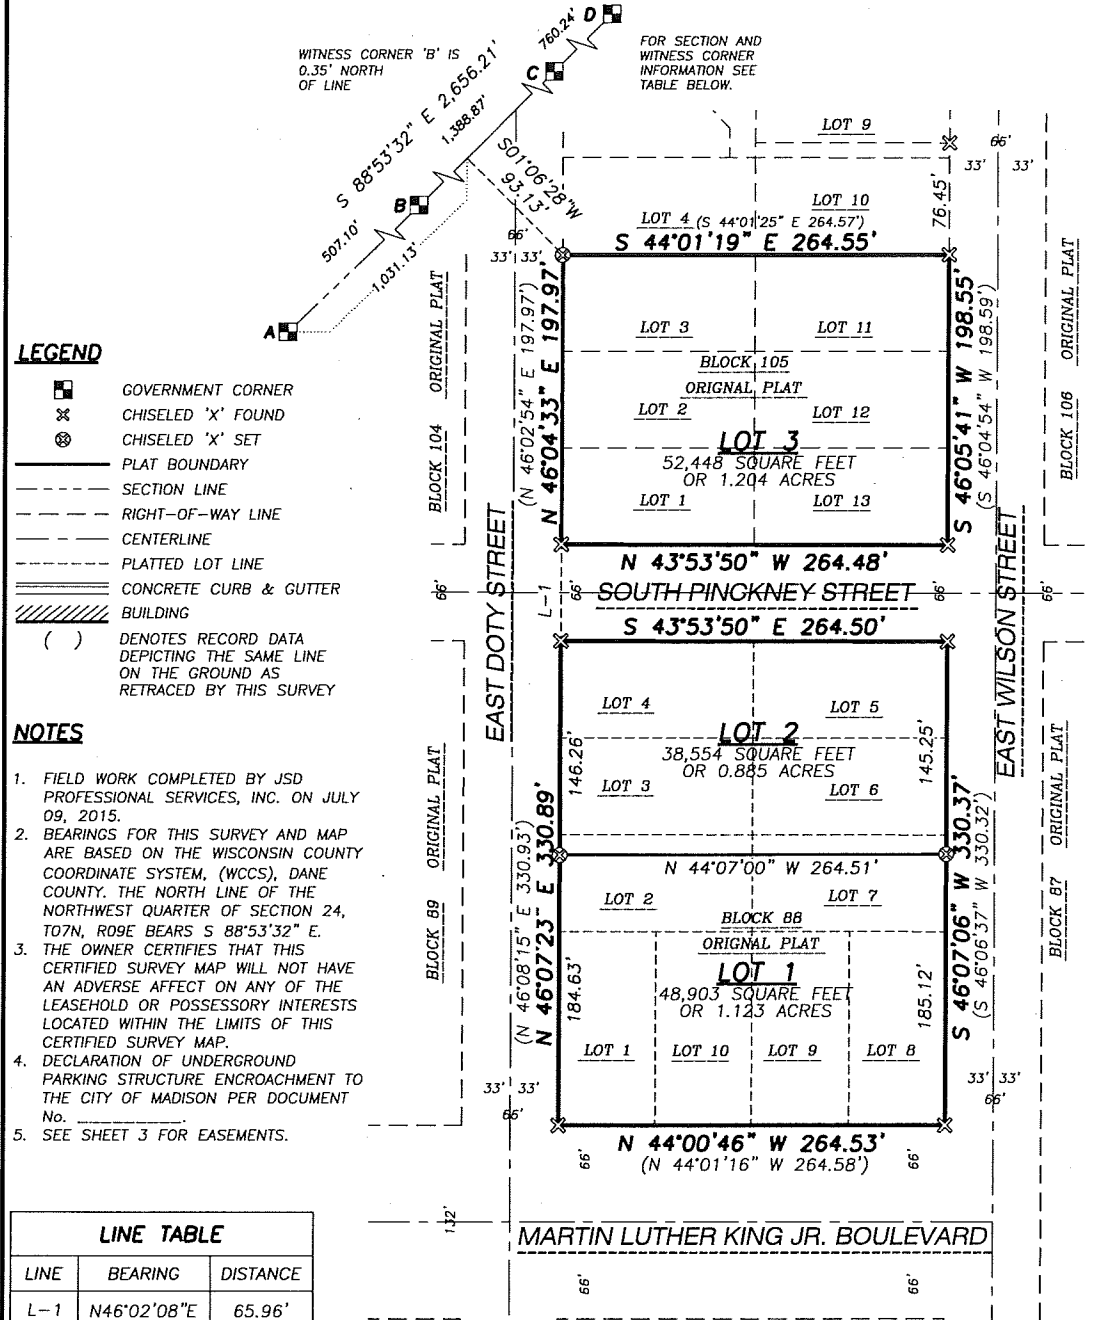 WITNESS CORNER 'B' IS
0.35' NORTH
OF LINE
S 88°53'32" E 2,656.21'
1,388.87'
760.24'
D
C
B
A
507.10'
1,031.13'
S01°06'28"W
93.13'
FOR SECTION AND
WITNESS CORNER
INFORMATION SEE
TABLE BELOW.
LOT 9
66'
33' 33'
76.45'
LOT 10
LOT 4 (S 44°01'25" E 264.57')
S 44°01'19" E 264.55'
66'
33' 33'
BLOCK 104 ORIGINAL PLAT
(N 46°02'54" E 197.97')
N 46°04'33" E 197.97'
LOT 3
LOT 11
BLOCK 105
ORIGNAL PLAT
LOT 2
LOT 12
LOT 3
52,448 SQUARE FEET
OR 1.204 ACRES
LOT 1
LOT 13
S 46°05'41" W 198.55'
(S 46°04'54" W 198.59')
BLOCK 106 ORIGINAL PLAT
N 43°53'50" W 264.48'
66'
L-1
66'
SOUTH PINCKNEY STREET
66'
66'
S 43°53'50" E 264.50'
EAST DOTY STREET
EAST WILSON STREET
LOT 4
LOT 5
LOT 2
38,554 SQUARE FEET
OR 0.885 ACRES
146.26'
145.25'
LOT 3
LOT 6
BLOCK 89 ORIGINAL PLAT
(N 46°08'15" E 330.93')
N 46°07'23" E 330.89'
N 44°07'00" W 264.51'
S 46°07'06" W 330.37'
(S 46°06'37" W 330.32')
BLOCK 87 ORIGINAL PLAT
LOT 2
LOT 7
BLOCK 88
ORIGNAL PLAT
LOT 1
48,903 SQUARE FEET
OR 1.123 ACRES
184.63'
185.12'
LOT 1
LOT 10
LOT 9
LOT 8
33' 33'
66'
33' 33'
66'
N 44°00'46" W 264.53'
(N 44°01'16" W 264.58')
66'
66'
132'
MARTIN LUTHER KING JR. BOULEVARD
66'
66'
LEGEND
GOVERNMENT CORNER
CHISELED 'X' FOUND
CHISELED 'X' SET
PLAT BOUNDARY
SECTION LINE
RIGHT-OF-WAY LINE
CENTERLINE
PLATTED LOT LINE
CONCRETE CURB & GUTTER
BUILDING
( ) DENOTES RECORD DATA
DEPICTING THE SAME LINE
ON THE GROUND AS
RETRACED BY THIS SURVEY
NOTES
1. FIELD WORK COMPLETED BY JSD
PROFESSIONAL SERVICES, INC. ON JULY
09, 2015.
2. BEARINGS FOR THIS SURVEY AND MAP
ARE BASED ON THE WISCONSIN COUNTY
COORDINATE SYSTEM, (WCCS), DANE
COUNTY. THE NORTH LINE OF THE
NORTHWEST QUARTER OF SECTION 24,
T07N, R09E BEARS S 88°53'32" E.
3. THE OWNER CERTIFIES THAT THIS
CERTIFIED SURVEY MAP WILL NOT HAVE
AN ADVERSE AFFECT ON ANY OF THE
LEASEHOLD OR POSSESSORY INTERESTS
LOCATED WITHIN THE LIMITS OF THIS
CERTIFIED SURVEY MAP.
4. DECLARATION OF UNDERGROUND
PARKING STRUCTURE ENCROACHMENT TO
THE CITY OF MADISON PER DOCUMENT
No. ____________.
5. SEE SHEET 3 FOR EASEMENTS.
LINE TABLE
LINE BEARING DISTANCE
L-1 N46°02'08"E 65.96'